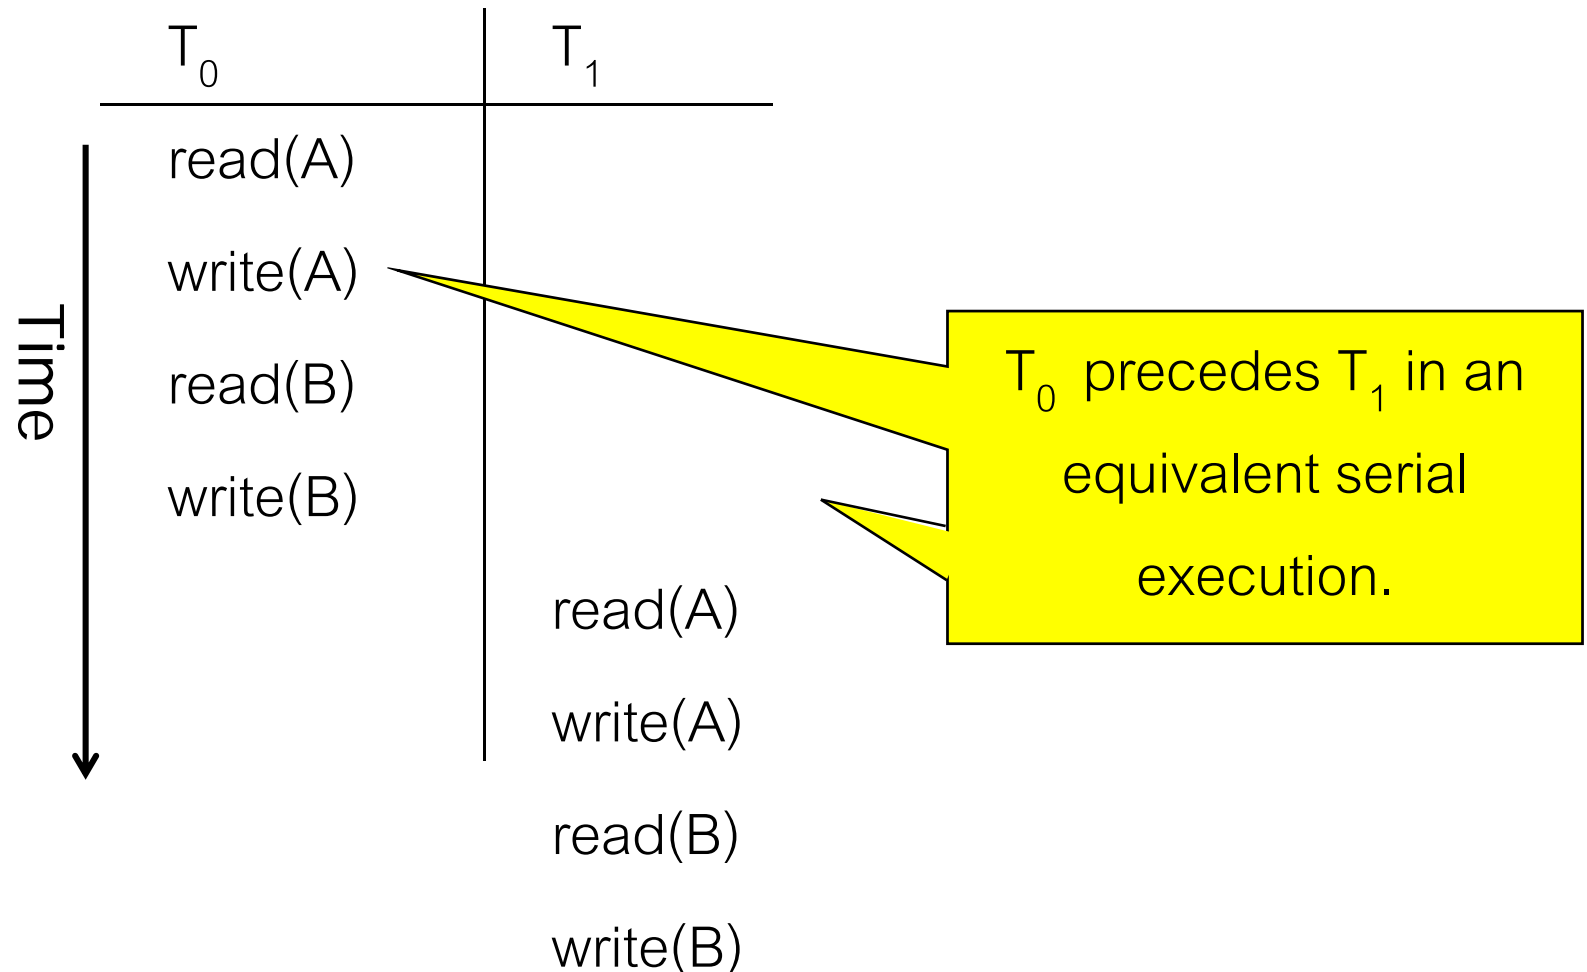 T₀ T₁
Time
read(A)
write(A)
read(B)
write(B)
read(A)
write(A)
read(B)
write(B)
T₀ precedes T₁ in an
equivalent serial
execution.